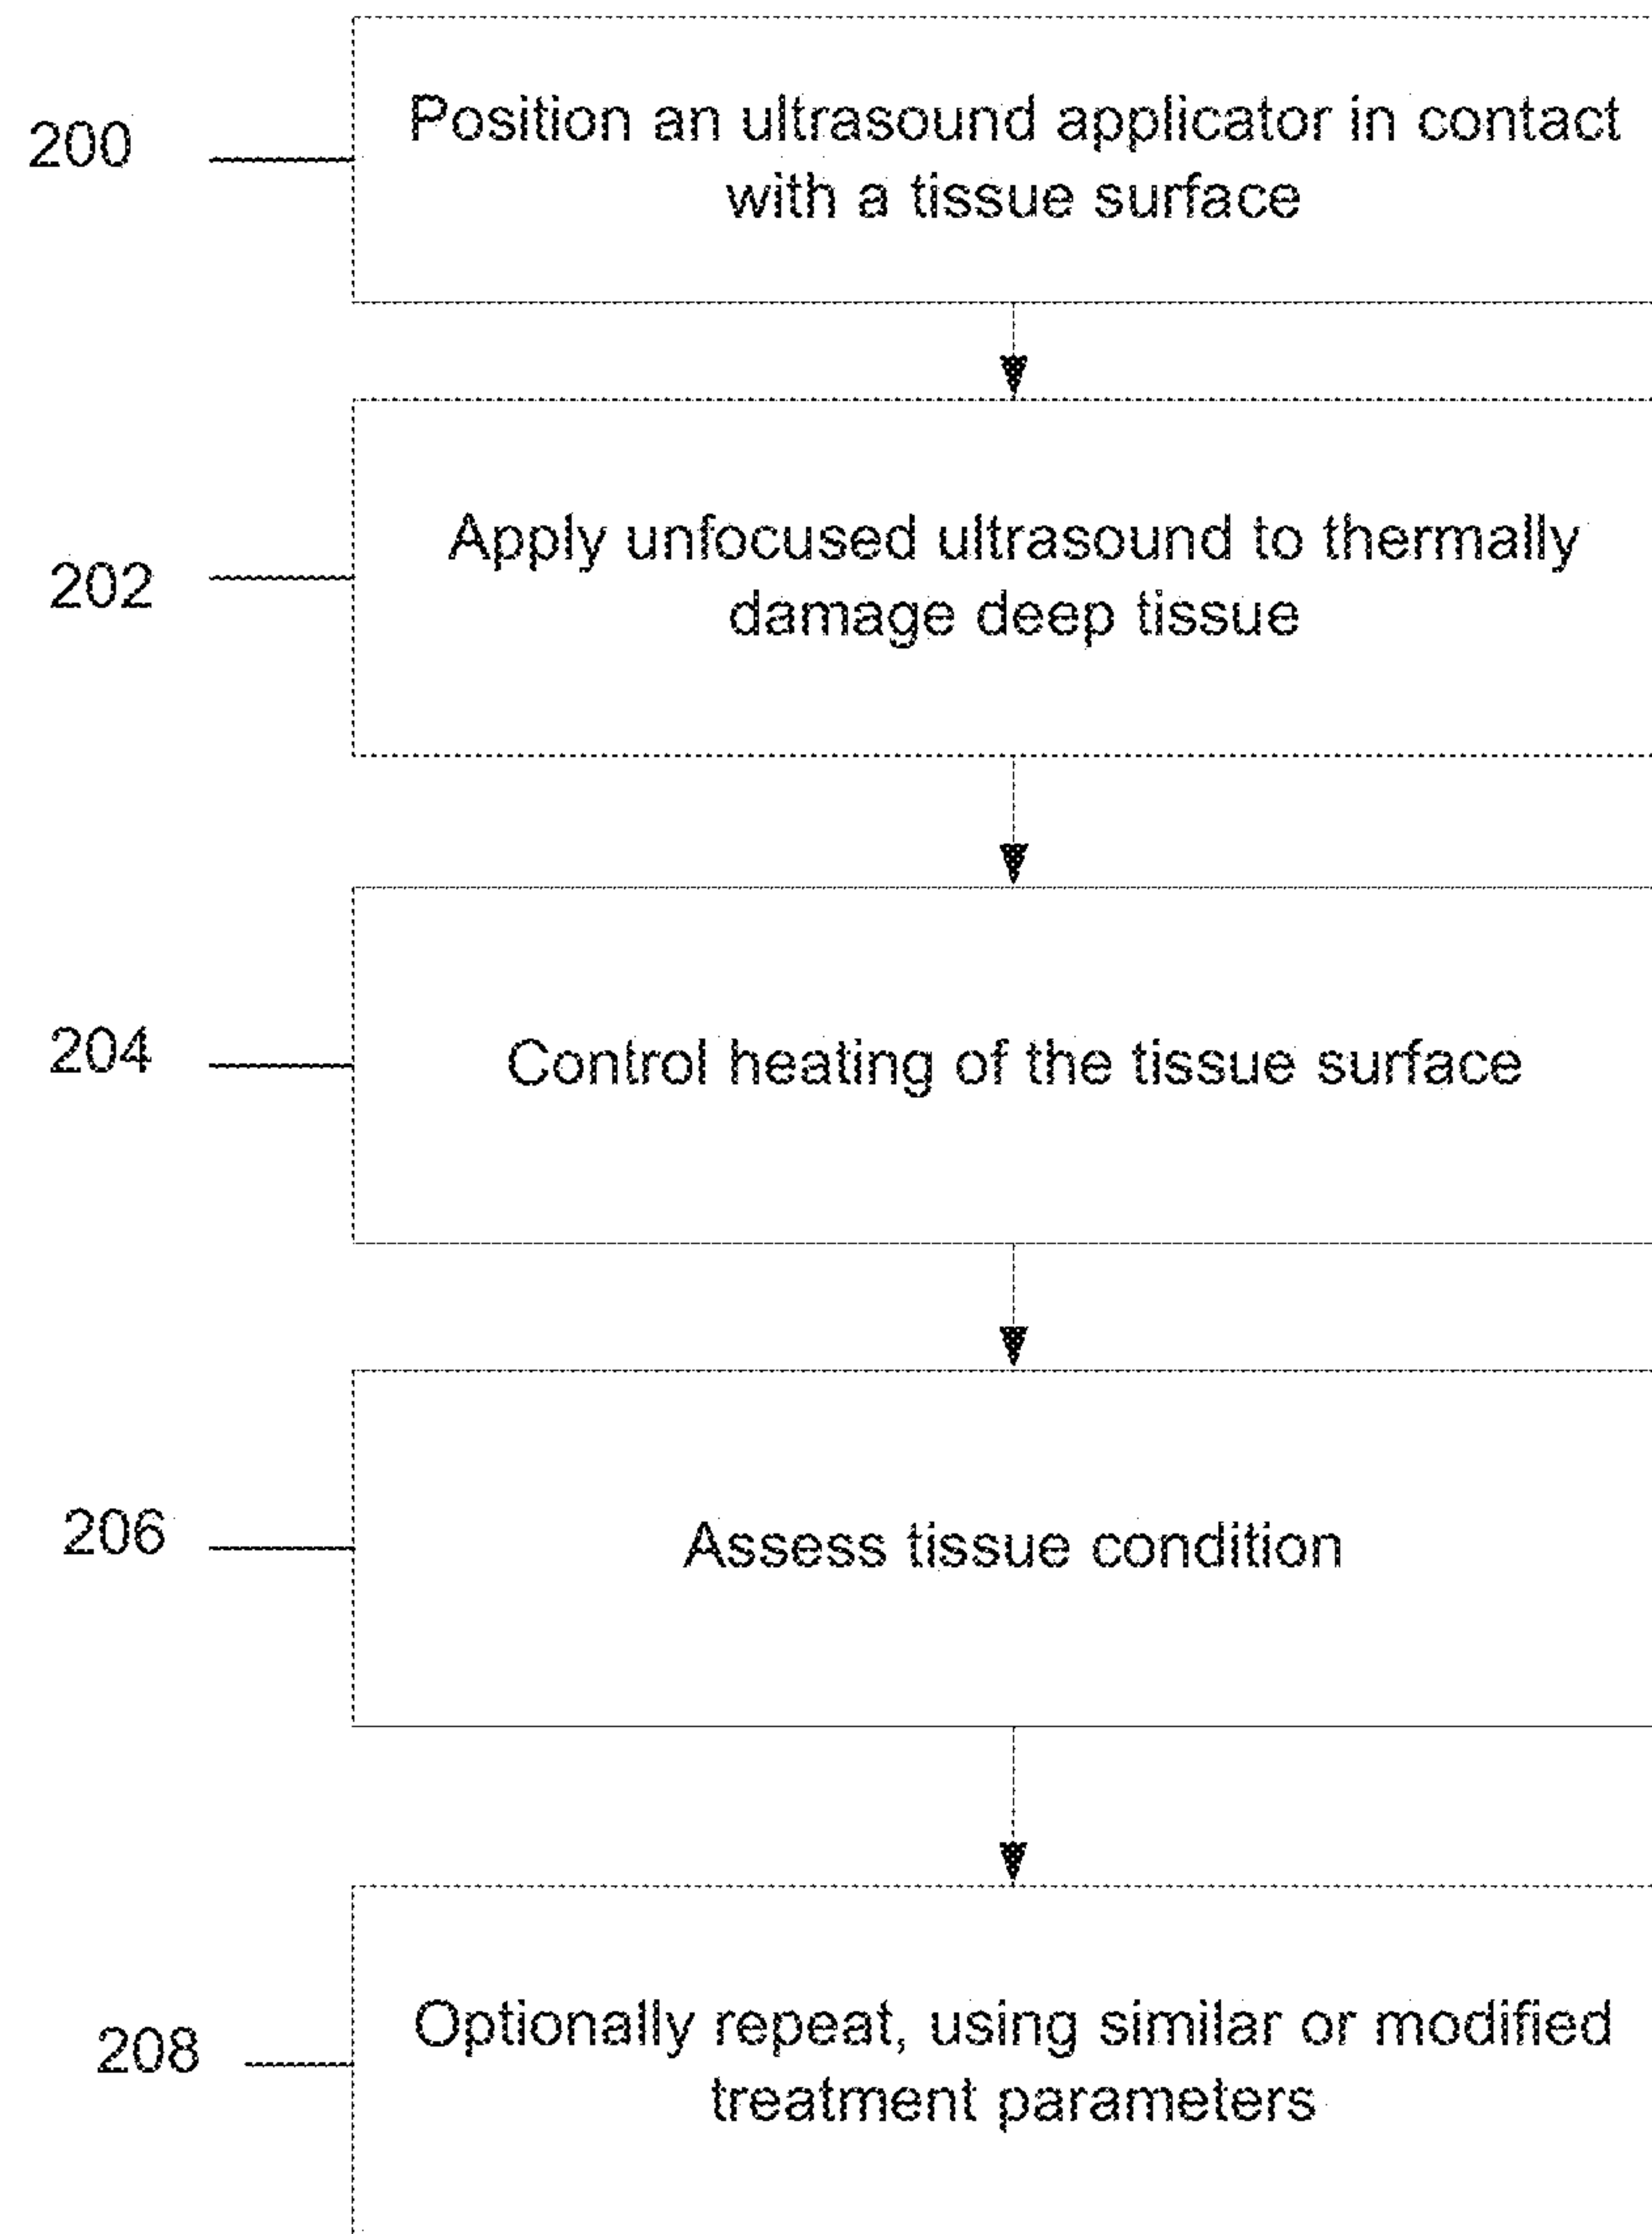 200
Position an ultrasound applicator in contact
with a tissue surface
202
Apply unfocused ultrasound to thermally
damage deep tissue
204
Control heating of the tissue surface
206
Assess tissue condition
208
Optionally repeat, using similar or modified
treatment parameters